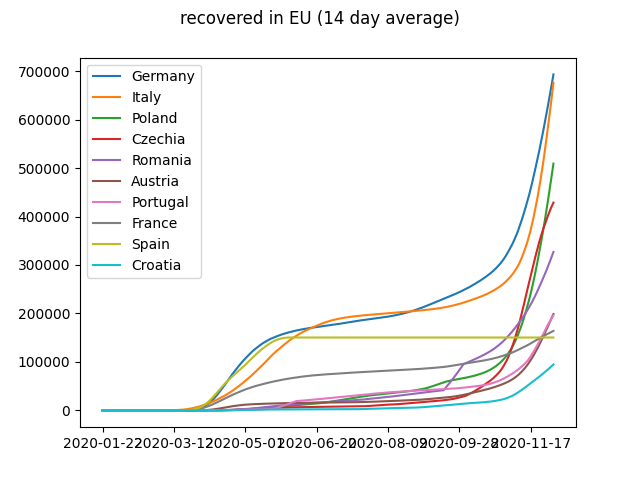 recovered in EU (14 day average)
700000
600000
500000
400000
300000
200000
100000
0
Germany
Italy
Poland
Czechia
Romania
Austria
Portugal
France
Spain
Croatia
2020-01-22 2020-03-12 2020-05-01 2020-06-20 2020-08-09 2020-09-28 2020-11-17